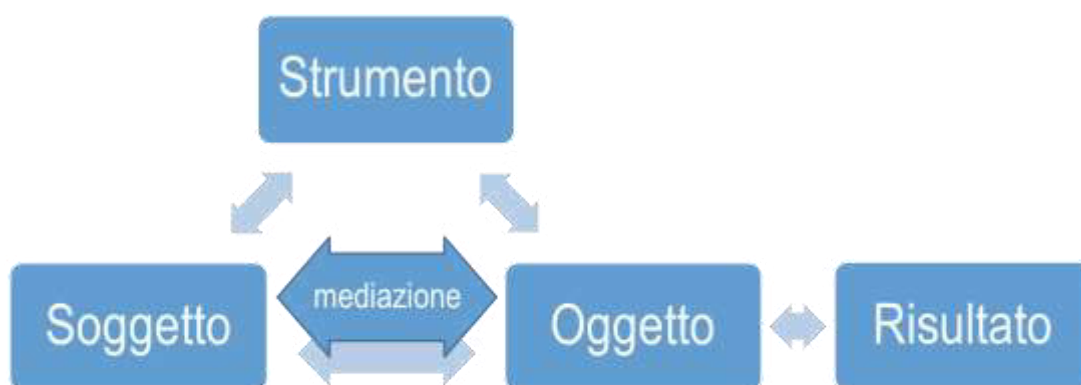 Strumento
mediazione
Soggetto
Oggetto
Risultato